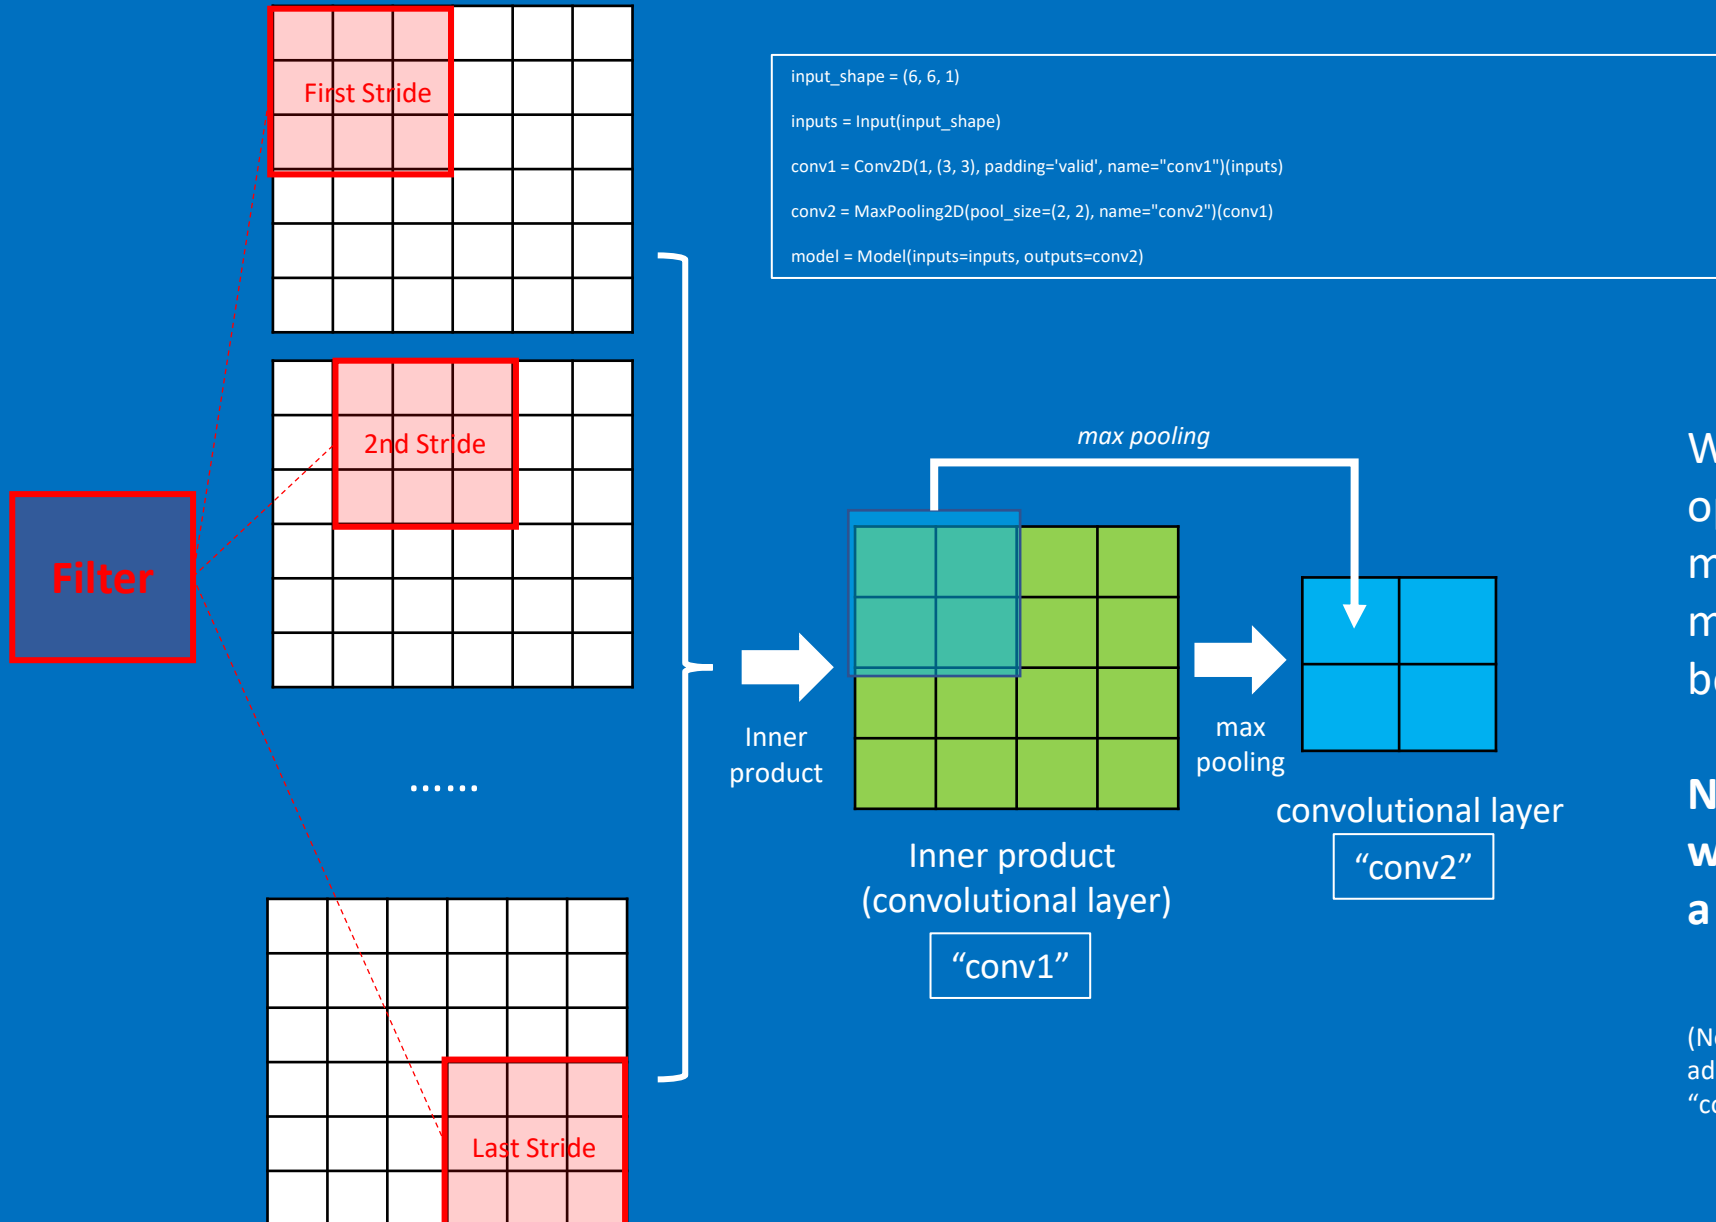 First Stride
input_shape = (6, 6, 1)
inputs = Input(input_shape)
conv1 = Conv2D(1, (3, 3), padding='valid', name="conv1")(inputs)
conv2 = MaxPooling2D(pool_size=(2, 2), name="conv2")(conv1)
model = Model(inputs=inputs, outputs=conv2)
2nd Stride
Filter
......
Last Stride
Inner
product
max pooling
Inner product
(convolutional layer)
"conv1"
max
pooling
convolutional layer
“conv2”
a